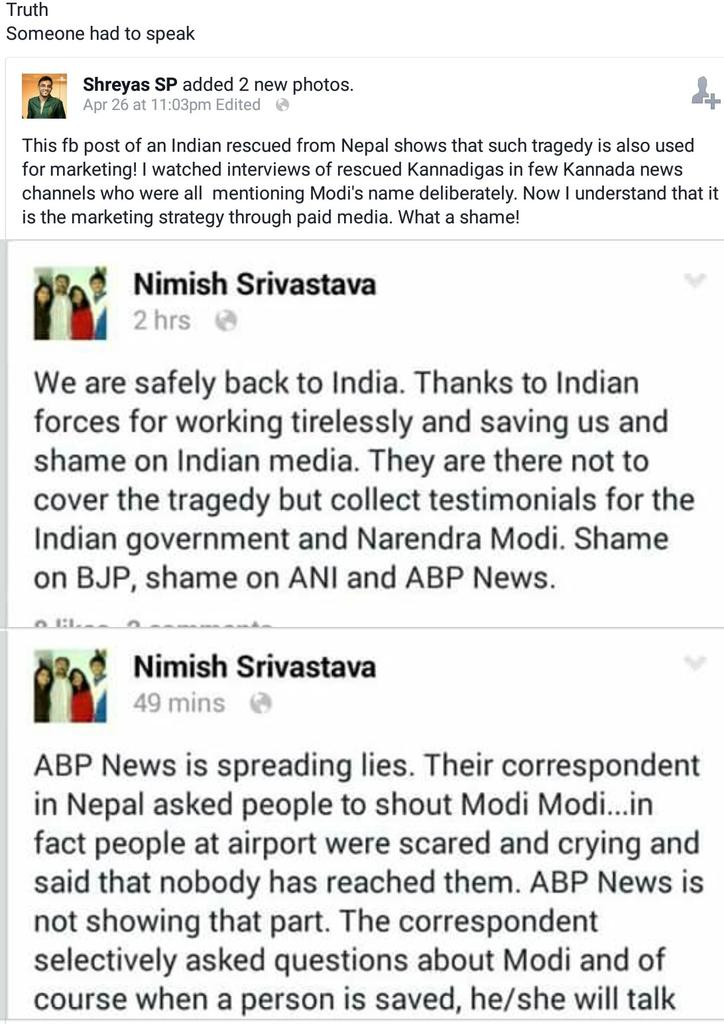 Truth
Someone had to speak
Shreyas SP added 2 new photos.
Apr 26 at 11:03pm Edited
This fb post of an Indian rescued from Nepal shows that such tragedy is also used
for marketing! I watched interviews of rescued Kannadigas in few Kannada news
channels who were all mentioning Modi's name deliberately. Now I understand that it
is the marketing strategy through paid media. What a shame!
Nimish Srivastava
2 hrs
We are safely back to India. Thanks to Indian
forces for working tirelessly and saving us and
shame on Indian media. They are there not to
cover the tragedy but collect testimonials for the
Indian government and Narendra Modi. Shame
on BJP, shame on ANI and ABP News.
Nimish Srivastava
49 mins
ABP News is spreading lies. Their correspondent
in Nepal asked people to shout Modi Modi...in
fact people at airport were scared and crying and
said that nobody has reached them. ABP News is
not showing that part. The correspondent
selectively asked questions about Modi and of
course when a person is saved, he/she will talk